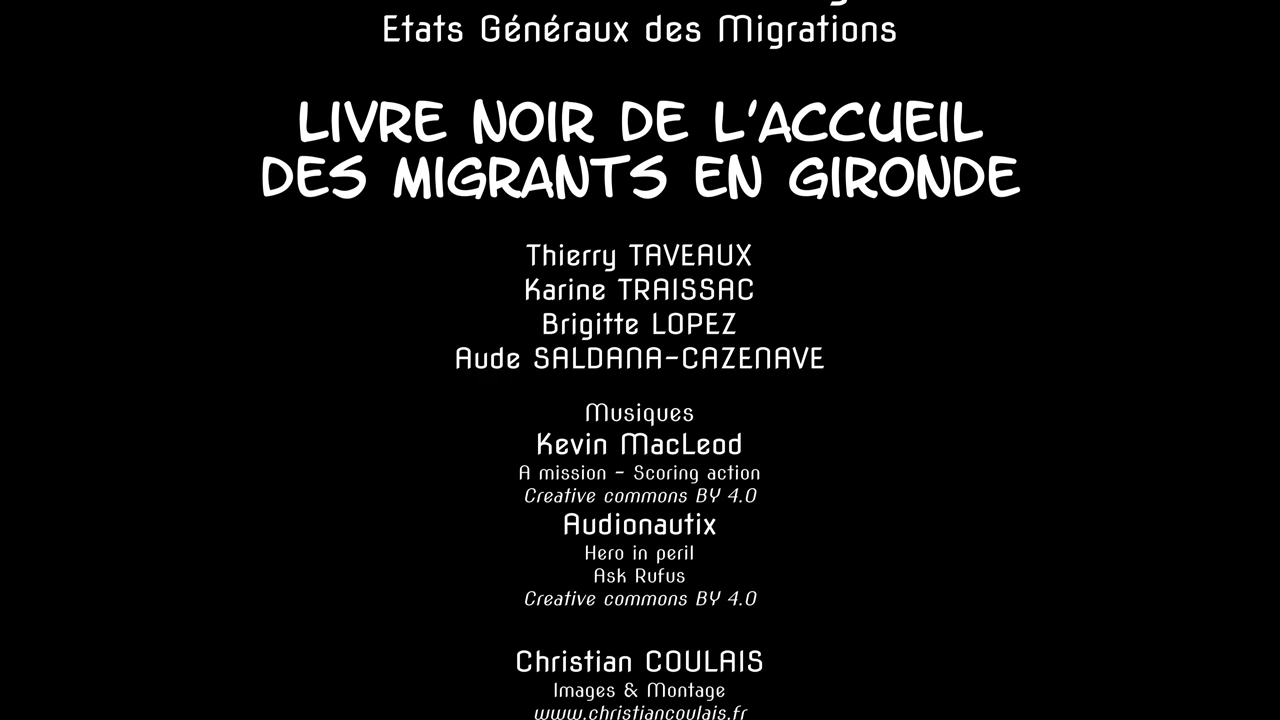 Etats Généraux des Migrations
LIVRE NOIR DE L'ACCUEIL
DES MIGRANTS EN GIRONDE
Thierry TAVEAUX
Karine TRAISSAC
Brigitte LOPEZ
Aude SALDANA-CAZENAVE
Musiques
Kevin MacLeod
A mission - Scoring action
Creative commons BY 4.0
Audionautix
Hero in peril
Ask Rufus
Creative commons BY 4.0
Christian COULAIS
Images & Montage
www.christiancoulais.fr